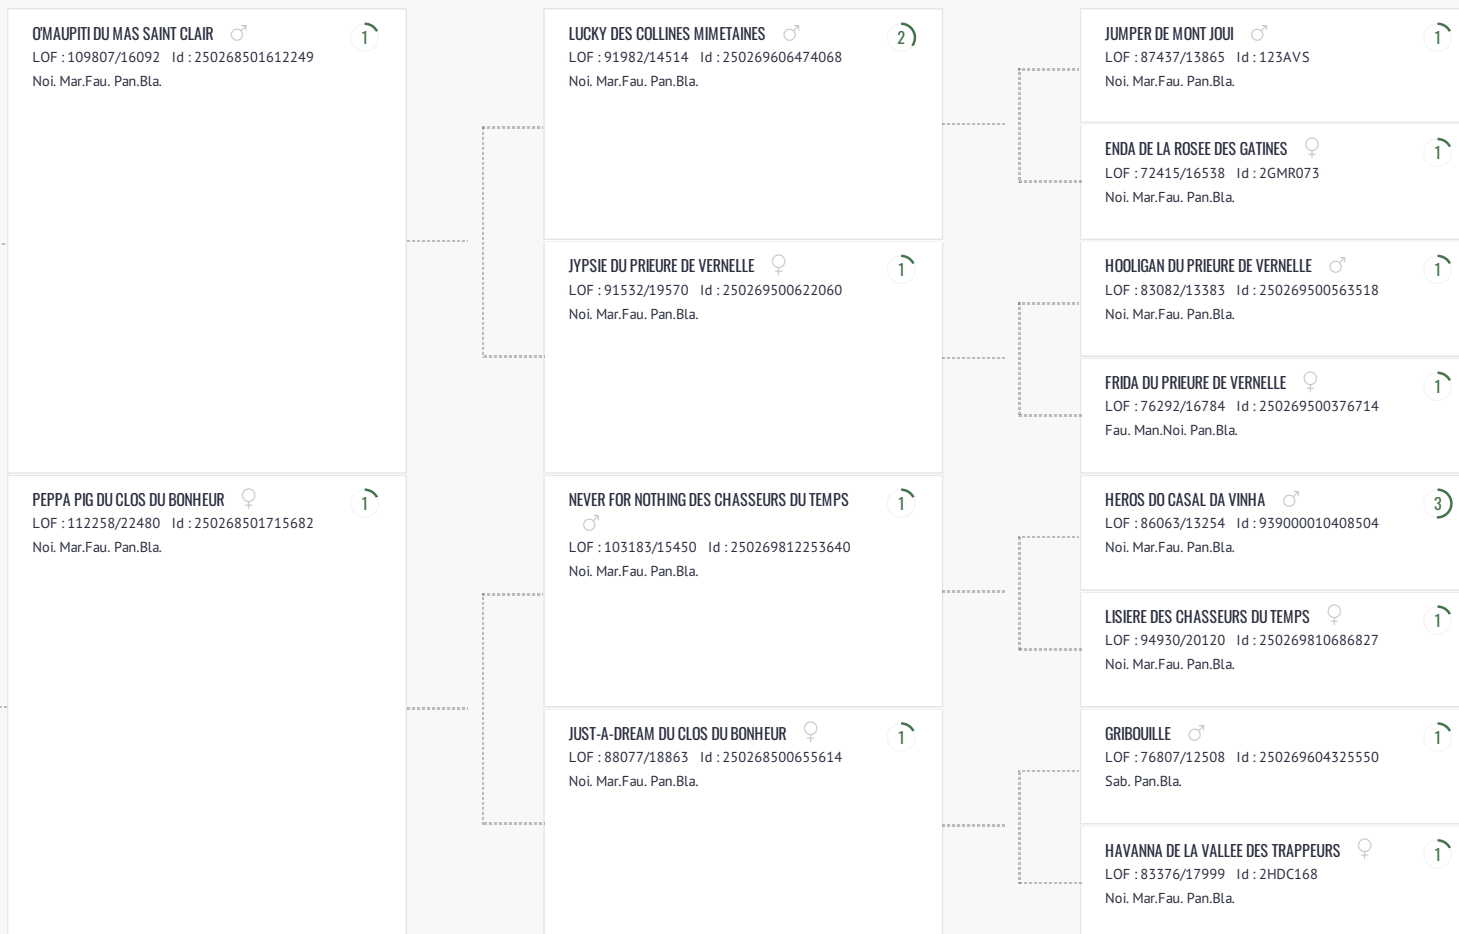 O'MAUPITI DU MAS SAINT CLAIR ♂ 1
LOF : 109807/16092 Id : 250268501612249
Noi. Mar.Fau. Pan.Bla.
PEPPA PIG DU CLOS DU BONHEUR ♀ 1
LOF : 112258/22480 Id : 250268501715682
Noi. Mar.Fau. Pan.Bla.
LUCKY DES COLLINES MIMETAINES ♂ 2
LOF : 91982/14514 Id : 250269606474068
Noi. Mar.Fau. Pan.Bla.
JYPSIE DU PRIEURE DE VERNELLE ♀ 1
LOF : 91532/19570 Id : 250269500622060
Noi. Mar.Fau. Pan.Bla.
NEVER FOR NOTHING DES CHASSEURS DU TEMPS 1
♂
LOF : 103183/15450 Id : 250269812253640
Noi. Mar.Fau. Pan.Bla.
JUST-A-DREAM DU CLOS DU BONHEUR ♀ 1
LOF : 88077/18863 Id : 250268500655614
Noi. Mar.Fau. Pan.Bla.
JUMPER DE MONT JOUI ♂ 1
LOF : 87437/13865 Id : 123AVS
Noi. Mar.Fau. Pan.Bla.
ENDA DE LA ROSEE DES GATINES ♀ 1
LOF : 72415/16538 Id : 2GMR073
Noi. Mar.Fau. Pan.Bla.
HOOLIGAN DU PRIEURE DE VERNELLE ♂ 1
LOF : 83082/13383 Id : 250269500563518
Noi. Mar.Fau. Pan.Bla.
FRIDA DU PRIEURE DE VERNELLE ♀ 1
LOF : 76292/16784 Id : 250269500376714
Fau. Man.Noi. Pan.Bla.
HEROS DO CASAL DA VINHA ♂ 3
LOF : 86063/13254 Id : 939000010408504
Noi. Mar.Fau. Pan.Bla.
LISIERE DES CHASSEURS DU TEMPS ♀ 1
LOF : 94930/20120 Id : 250269810686827
Noi. Mar.Fau. Pan.Bla.
GRIBOUILLE ♂ 1
LOF : 76807/12508 Id : 250269604325550
Sab. Pan.Bla.
HAVANNA DE LA VALLEE DES TRAPPEURS ♀ 1
LOF : 83376/17999 Id : 2HDC168
Noi. Mar.Fau. Pan.Bla.